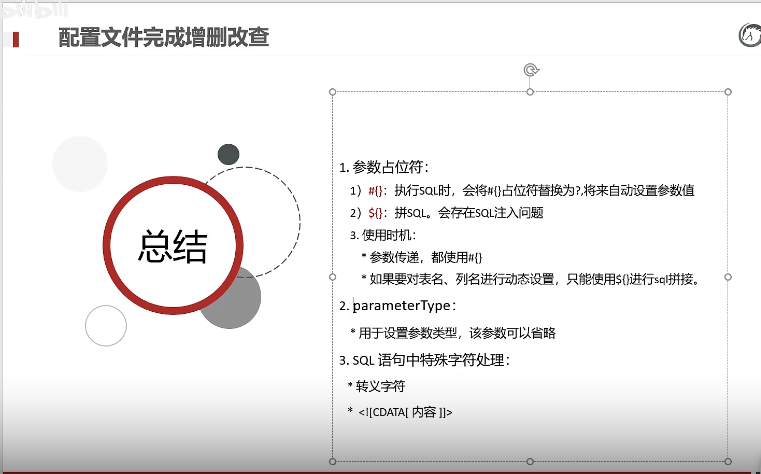 配置文件完成增删改查
总结
1. 参数占位符：
1）#{}：执行SQL时，会将#{}占位符替换为?,将来自动设置参数值
2）${}：拼SQL。会存在SQL注入问题
3. 使用时机：
* 参数传递，都使用#{}
* 如果要对表名、列名进行动态设置，只能使用${}进行sql拼接。
2. parameterType：
* 用于设置参数类型，该参数可以省略
3. SQL 语句中特殊字符处理：
* 转义字符
* <![CDATA[ 内容 ]]>